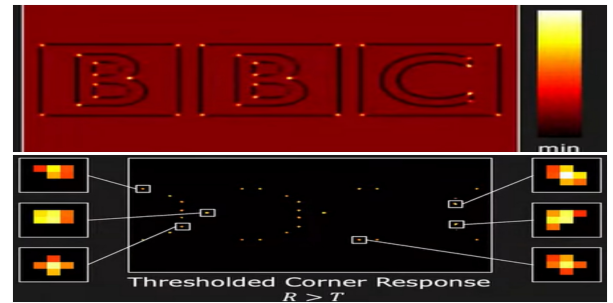 BBC
min
Thresholded Corner Response
R > T